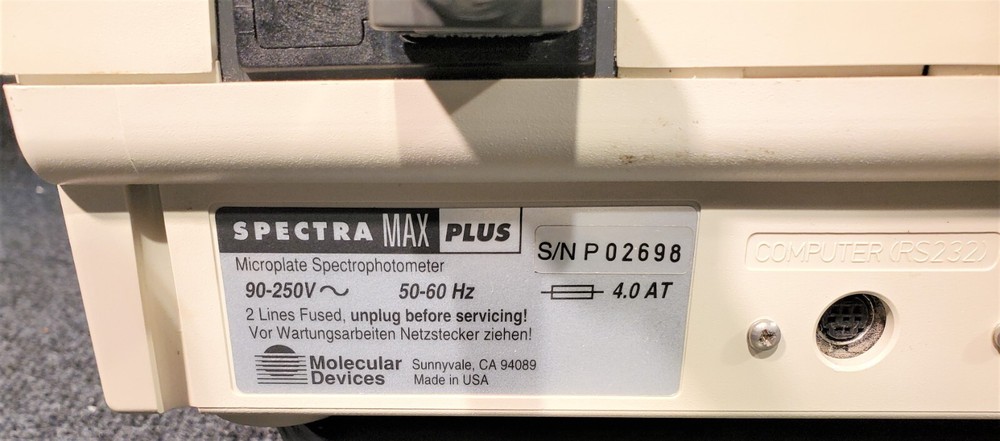 SPECTRA MAX PLUS
S/N P 02698
Microplate Spectrophotometer
90-250V 50-60 Hz 4.0 AT
2 Lines Fused, unplug before servicing!
Vor Wartungsarbeiten Netzstecker ziehen!
Molecular Devices
Sunnyvale, CA 94089
Made in USA
COMPUTER (RS232)